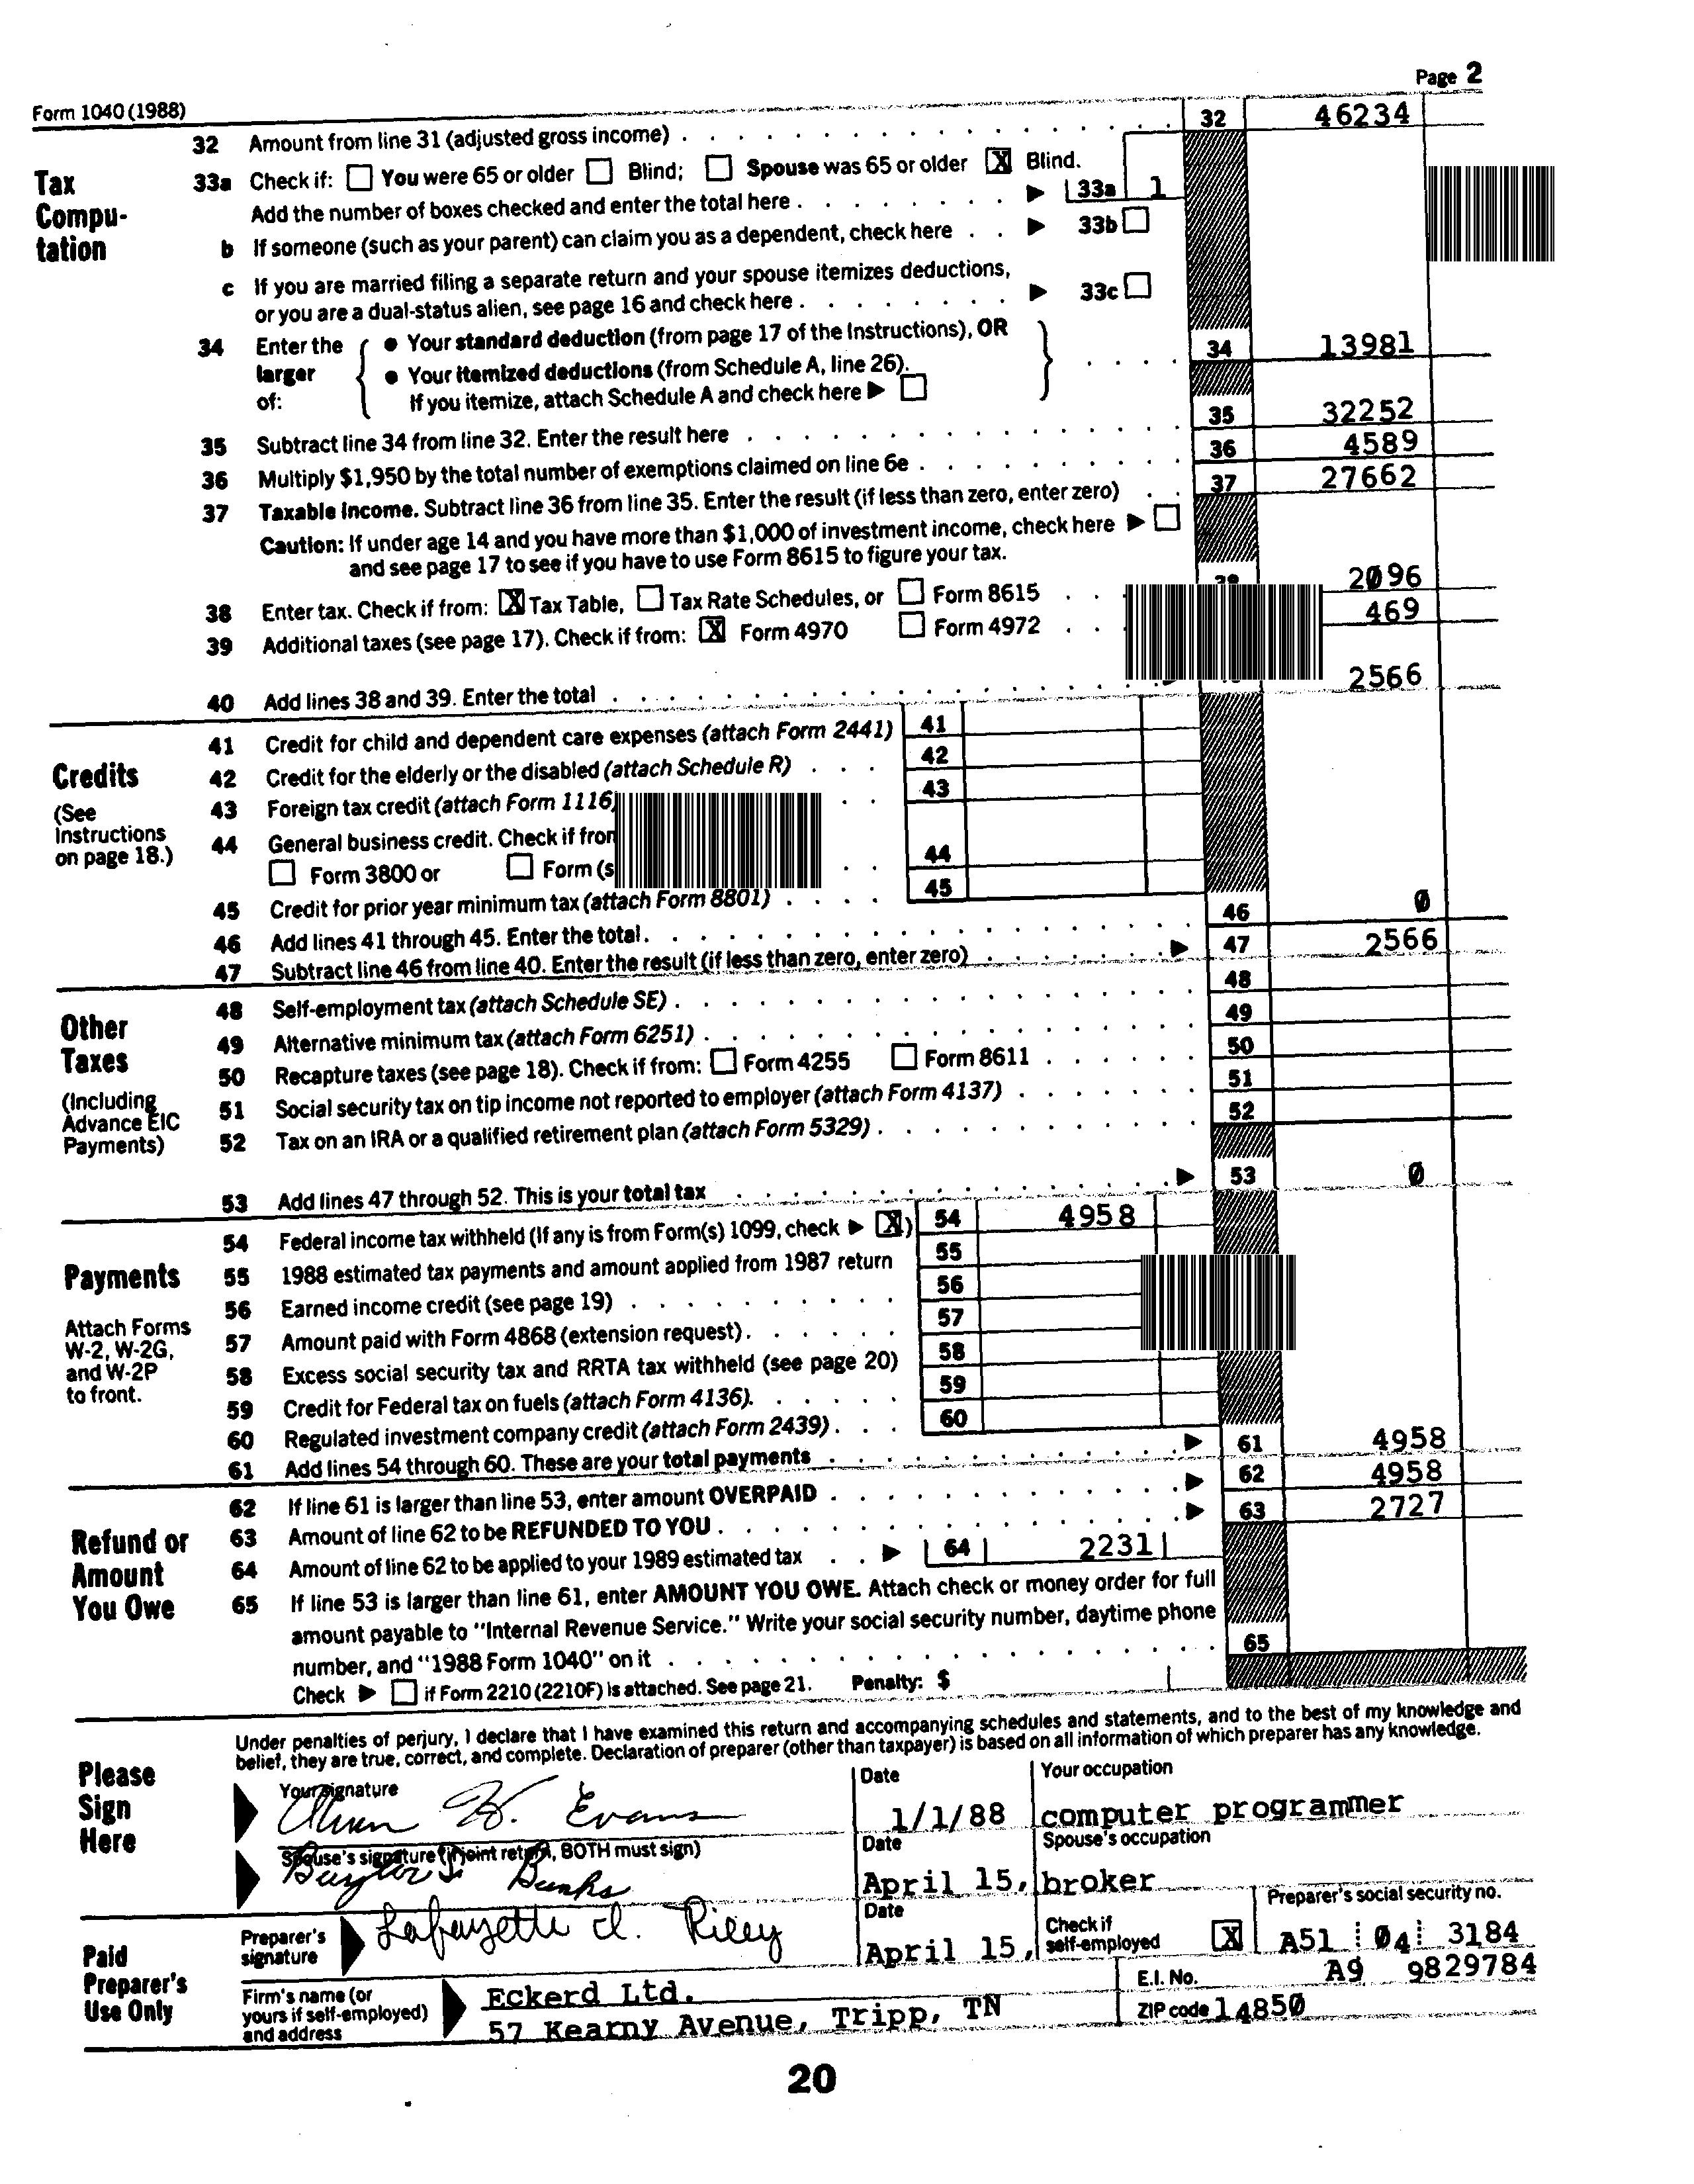 Page 2
Form 1040 (1988)
32 Amount from line 31 (adjusted gross income) . . . 32 46234
Tax Compu- tation
33a Check if: You were 65 or older Blind; Spouse was 65 or older X Blind.
Add the number of boxes checked and enter the total here . . . 33a 1
b If someone (such as your parent) can claim you as a dependent, check here . . 33b
c If you are married filing a separate return and your spouse itemizes deductions,
or you are a dual-status alien, see page 16 and check here . . . 33c
34 Enter the larger of: • Your standard deduction (from page 17 of the Instructions), OR
• Your itemized deductions (from Schedule A, line 26).
If you itemize, attach Schedule A and check here
34 13981
35 Subtract line 34 from line 32. Enter the result here . . . 35 32252
36 Multiply $1,950 by the total number of exemptions claimed on line 6e . . . 36 4589
37 Taxable income. Subtract line 36 from line 35. Enter the result (if less than zero, enter zero) . . 37 27662
Caution: If under age 14 and you have more than $1,000 of investment income, check here
and see page 17 to see if you have to use Form 8615 to figure your tax.
38 Enter tax. Check if from: X Tax Table, Tax Rate Schedules, or Form 8615 . . 2096
39 Additional taxes (see page 17). Check if from: X Form 4970 Form 4972 . . 469
40 Add lines 38 and 39. Enter the total . . . 2566
Credits
(See Instructions on page 18.)
41 Credit for child and dependent care expenses (attach Form 2441) 41
42 Credit for the elderly or the disabled (attach Schedule R) . . . 42
43 Foreign tax credit (attach Form 1116) . . 43
44 General business credit. Check if
Form 3800 or Form . . 44
45 Credit for prior year minimum tax (attach Form 8801) . . . . 45
46 Add lines 41 through 45. Enter the total . . . 46 0
47 Subtract line 46 from line 40. Enter the result (if less than zero, enter zero) . . . 47 2566
Other Taxes
(Including Advance EIC Payments)
48 Self-employment tax (attach Schedule SE) . . . 48
49 Alternative minimum tax (attach Form 6251) . . . 49
50 Recapture taxes (see page 18). Check if from: Form 4255 Form 8611 . . . 50
51 Social security tax on tip income not reported to employer (attach Form 4137) . . . 51
52 Tax on an IRA or a qualified retirement plan (attach Form 5329) . . . 52
53 Add lines 47 through 52. This is your total tax . . . 53 0
Payments
Attach Forms W-2, W-2G, and W-2P to front.
54 Federal income tax withheld (If any is from Form(s) 1099, check X ) 54 4958
55 1988 estimated tax payments and amount applied from 1987 return 55
56 Earned income credit (see page 19) . . . 56
57 Amount paid with Form 4868 (extension request) . . . 57
58 Excess social security tax and RRTA tax withheld (see page 20) 58
59 Credit for Federal tax on fuels (attach Form 4136). . . . 59
60 Regulated investment company credit (attach Form 2439) . . . 60
61 Add lines 54 through 60. These are your total payments . . . 61 4958
Refund or Amount You Owe
62 If line 61 is larger than line 53, enter amount OVERPAID . . . 62 4958
63 Amount of line 62 to be REFUNDED TO YOU . . . 63 2727
64 Amount of line 62 to be applied to your 1989 estimated tax . . 64 2231
65 If line 53 is larger than line 61, enter AMOUNT YOU OWE. Attach check or money order for full
amount payable to "Internal Revenue Service." Write your social security number, daytime phone
number, and "1988 Form 1040" on it . . . 65
Check if Form 2210 (2210F) is attached. See page 21. Penalty: $
Please Sign Here
Under penalties of perjury, I declare that I have examined this return and accompanying schedules and statements, and to the best of my knowledge and
belief, they are true, correct, and complete. Declaration of preparer (other than taxpayer) is based on all information of which preparer has any knowledge.
Your signature Date Your occupation
W. Evans 1/1/88 computer programmer
Spouse's signature (if joint return, BOTH must sign) Date Spouse's occupation
Banks April 15, broker
Paid Preparer's Use Only
Preparer's signature Lafayette Riley Date April 15, Check if self-employed X Preparer's social security no. A51 04 3184
Firm's name (or yours if self-employed) and address
Eckerd Ltd. E.I. No. A9 9829784
57 Kearny Avenue, Tripp, TN ZIP code 14850
20